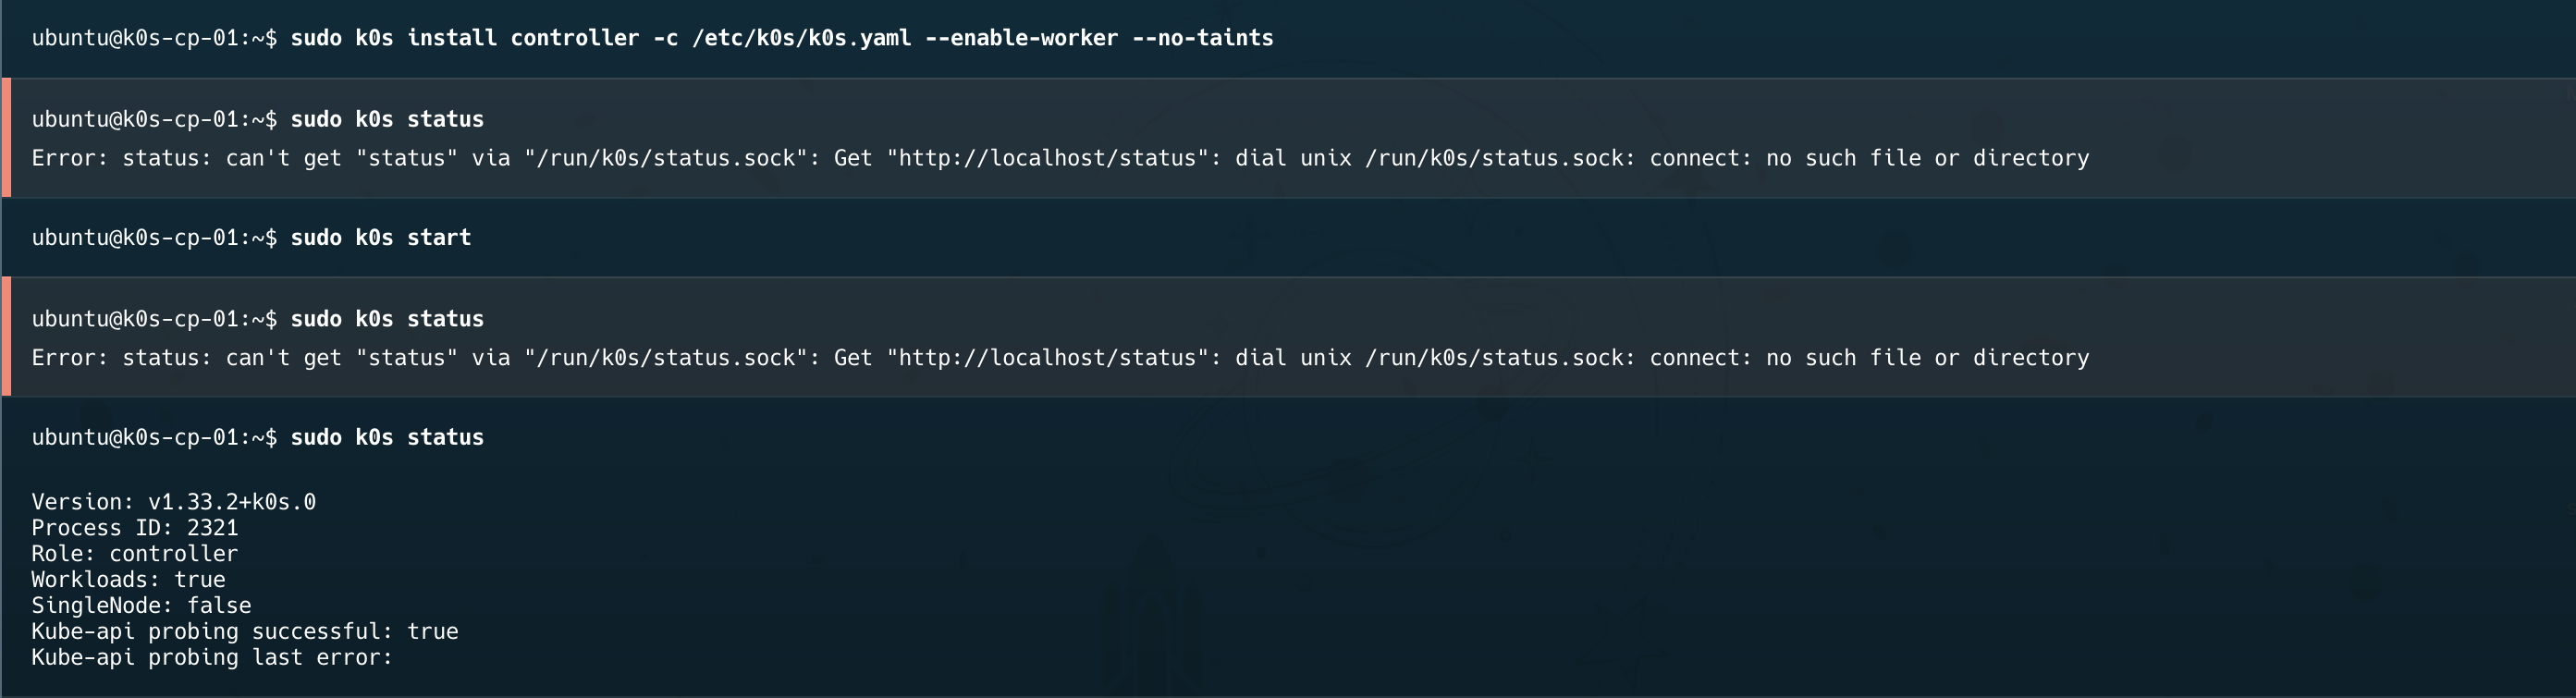 ubuntu@k0s-cp-01:~$ sudo k0s install controller -c /etc/k0s/k0s.yaml --enable-worker --no-taints
ubuntu@k0s-cp-01:~$ sudo k0s status
Error: status: can't get "status" via "/run/k0s/status.sock": Get "http://localhost/status": dial unix /run/k0s/status.sock: connect: no such file or directory
ubuntu@k0s-cp-01:~$ sudo k0s start
ubuntu@k0s-cp-01:~$ sudo k0s status
Error: status: can't get "status" via "/run/k0s/status.sock": Get "http://localhost/status": dial unix /run/k0s/status.sock: connect: no such file or directory
ubuntu@k0s-cp-01:~$ sudo k0s status
Version: v1.33.2+k0s.0
Process ID: 2321
Role: controller
Workloads: true
SingleNode: false
Kube-api probing successful: true
Kube-api probing last error: